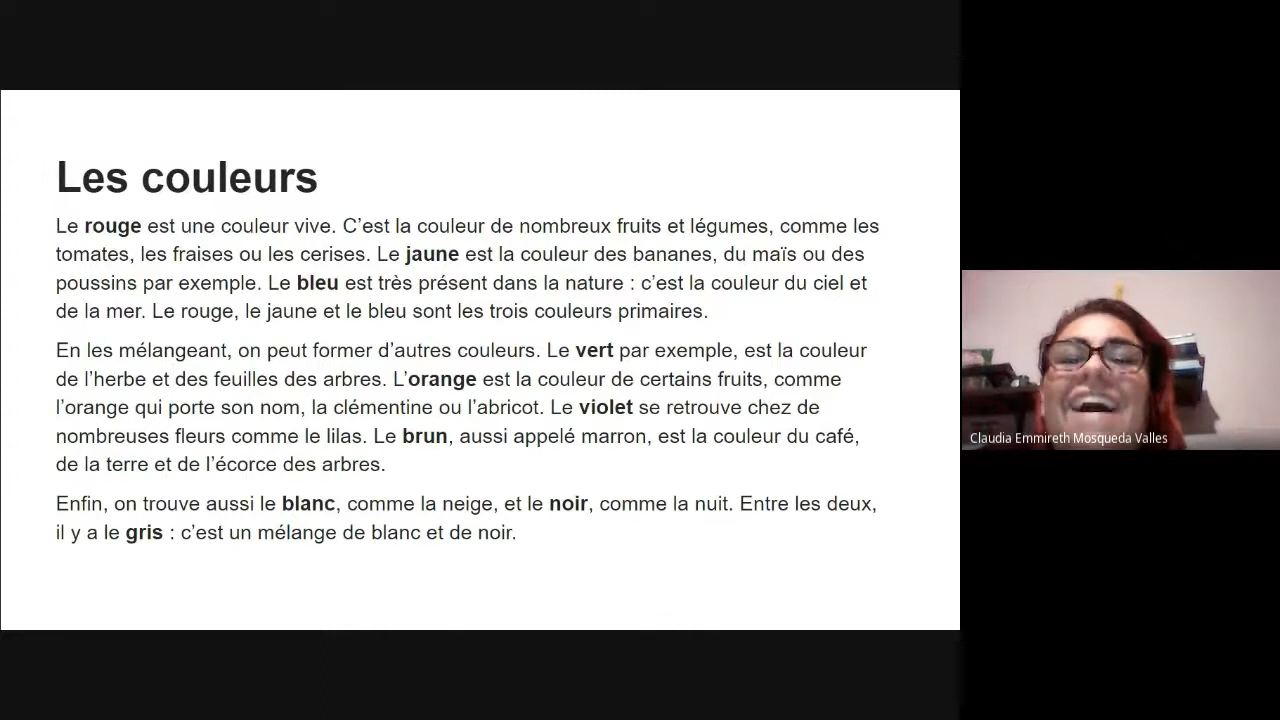 Les couleurs
Le rouge est une couleur vive. C’est la couleur de nombreux fruits et légumes, comme les
tomates, les fraises ou les cerises. Le jaune est la couleur des bananes, du maïs ou des
poussins par exemple. Le bleu est très présent dans la nature : c’est la couleur du ciel et
de la mer. Le rouge, le jaune et le bleu sont les trois couleurs primaires.
En les mélangeant, on peut former d’autres couleurs. Le vert par exemple, est la couleur
de l’herbe et des feuilles des arbres. L’orange est la couleur de certains fruits, comme
l’orange qui porte son nom, la clémentine ou l’abricot. Le violet se retrouve chez de
nombreuses fleurs comme le lilas. Le brun, aussi appelé marron, est la couleur du café,
de la terre et de l’écorce des arbres.
Enfin, on trouve aussi le blanc, comme la neige, et le noir, comme la nuit. Entre les deux,
il y a le gris : c’est un mélange de blanc et de noir.
Claudia Emmireth Mosqueda Valles